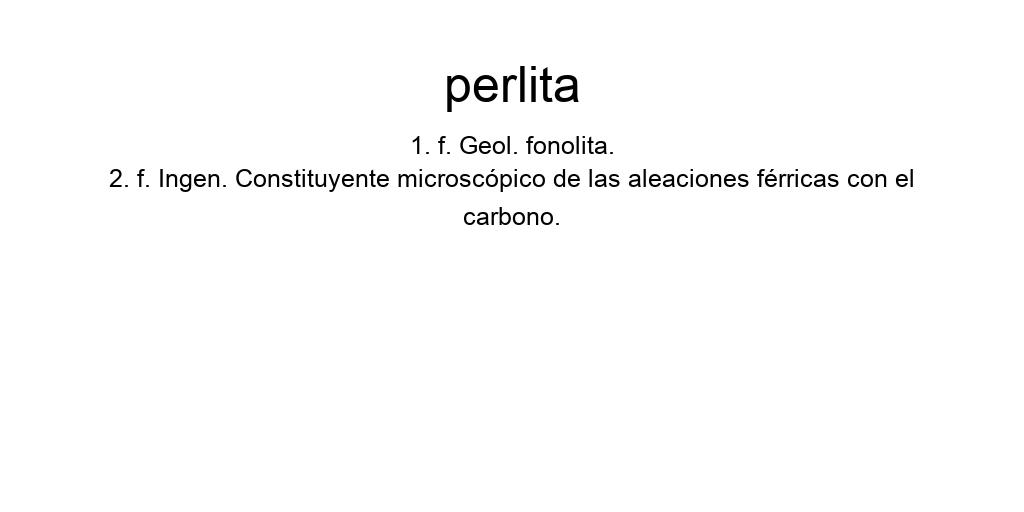 perlita
1. f. Geol. fonolita.
2. f. Ingen. Constituyente microscópico de las aleaciones férricas con el
carbono.